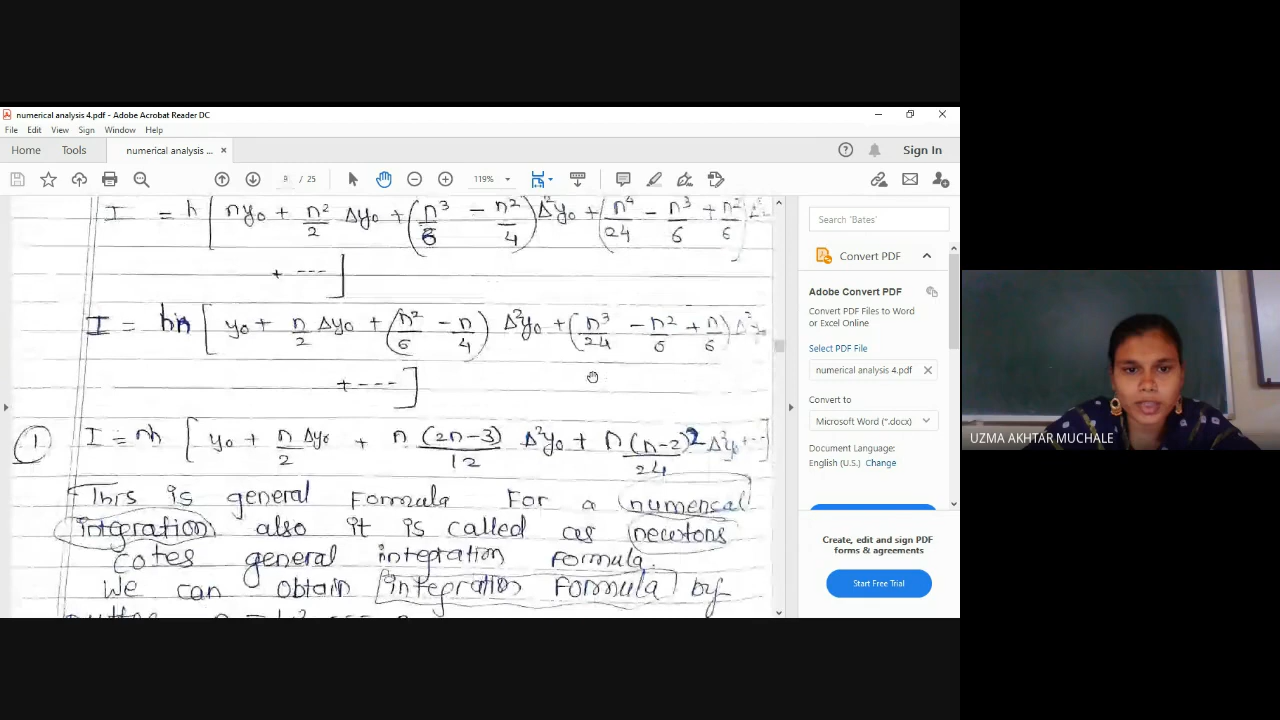 numerical analysis 4.pdf - Adobe Acrobat Reader DC
File Edit View Window Help
Home Tools numerical analysis ... × Sign In
9 / 25 119%
I = h [ ny₀ + n²/2 Δy₀ + (n³/6 - n²/4) Δ²y₀ + (n⁴/24 - n³/6 + n²/6)
+ --- ]
I = hn [ y₀ + n/2 Δy₀ + (n²/6 - n/4) Δ²y₀ + (n³/24 - n²/6 + n/6) Δ³y₀
+ --- ]
① I = nh [ y₀ + n/2 Δy₀ + n (2n-3)/12 Δ²y₀ + n (n-2)²/24 Δ³y₀ + --- ]
This is general Formula For a numerical
integration also it is called as newtons
cotes general integration formula.
We can obtain integration Formula by
Search 'Bates'
Convert PDF
Adobe Convert PDF
Convert PDF Files to Word
or Excel Online
Select PDF File
numerical analysis 4.pdf ×
Convert to
Microsoft Word (*.docx)
Document Language:
English (U.S.) Change
Create, edit and sign PDF
forms & agreements
Start Free Trial
UZMA AKHTAR MUCHALE